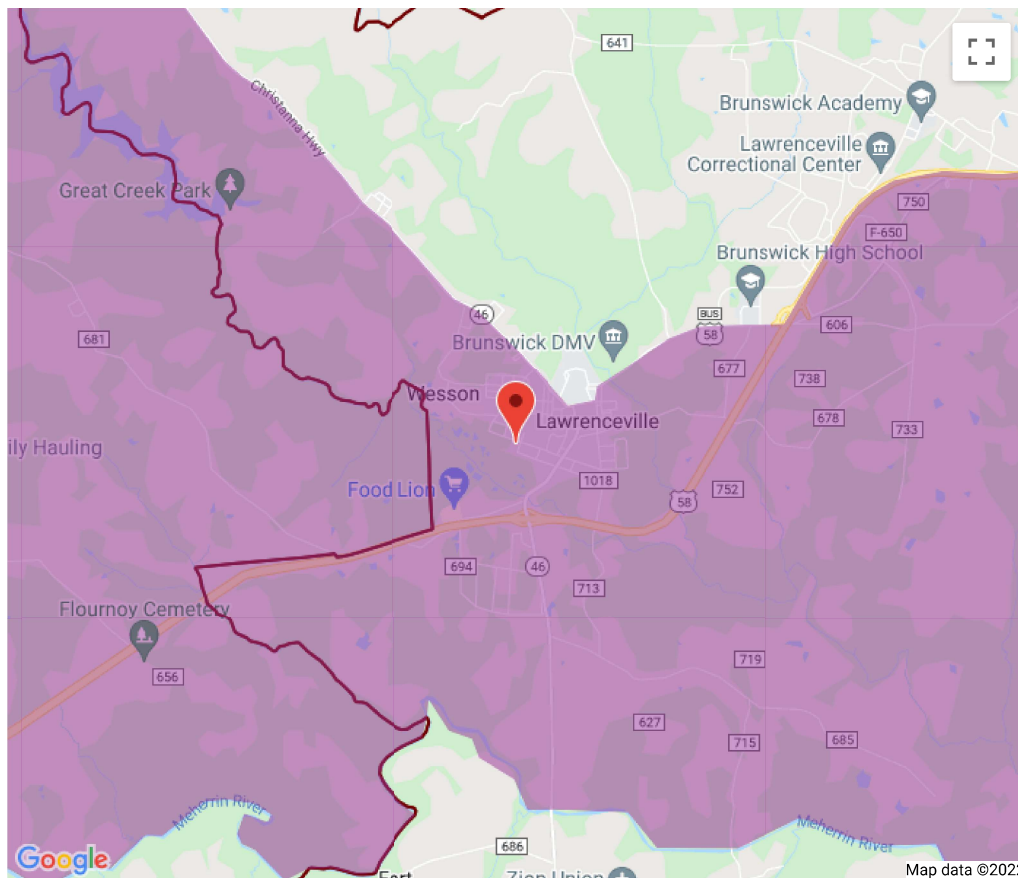 641
Brunswick Academy
Christanna Hwy
Lawrenceville
Correctional Center
Great Creek Park
750
F-650
Brunswick High School
46
BUS
58
606
681
Brunswick DMV
677
738
Wesson
Lawrenceville
678
733
ily Hauling
1018
Food Lion
752
58
694
46
713
Flournoy Cemetery
656
719
627
715
685
Meherrin River
Meherrin River
686
Google
Map data ©202